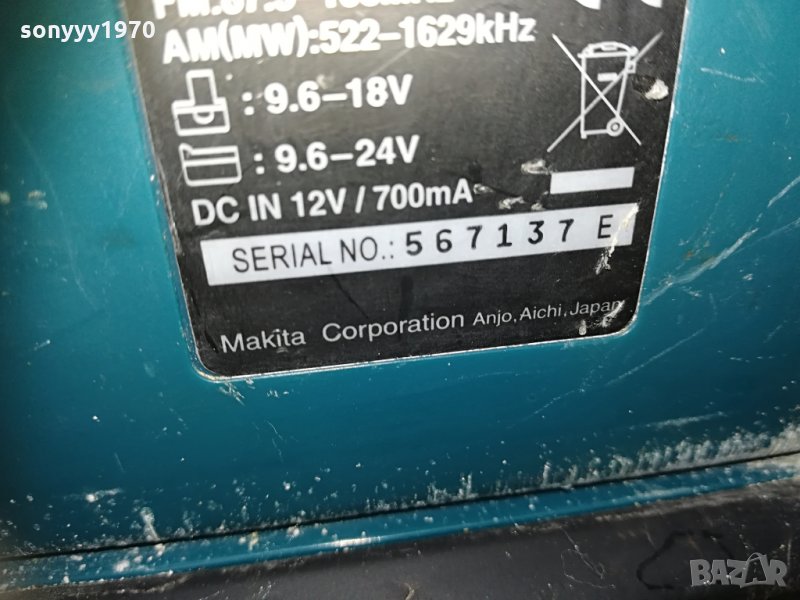 sonyyy1970
AM(MW):522–1629kHz
: 9.6–18V
: 9.6–24V
DC IN 12V / 700mA
SERIAL NO.: 567137 E
Makita Corporation Anjo, Aichi, Japan
BAZAR